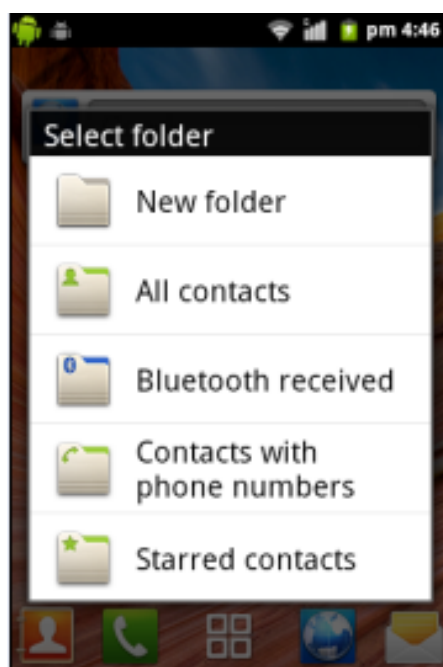 pm 4:46
Select folder
New folder
All contacts
Bluetooth received
Contacts with
phone numbers
Starred contacts